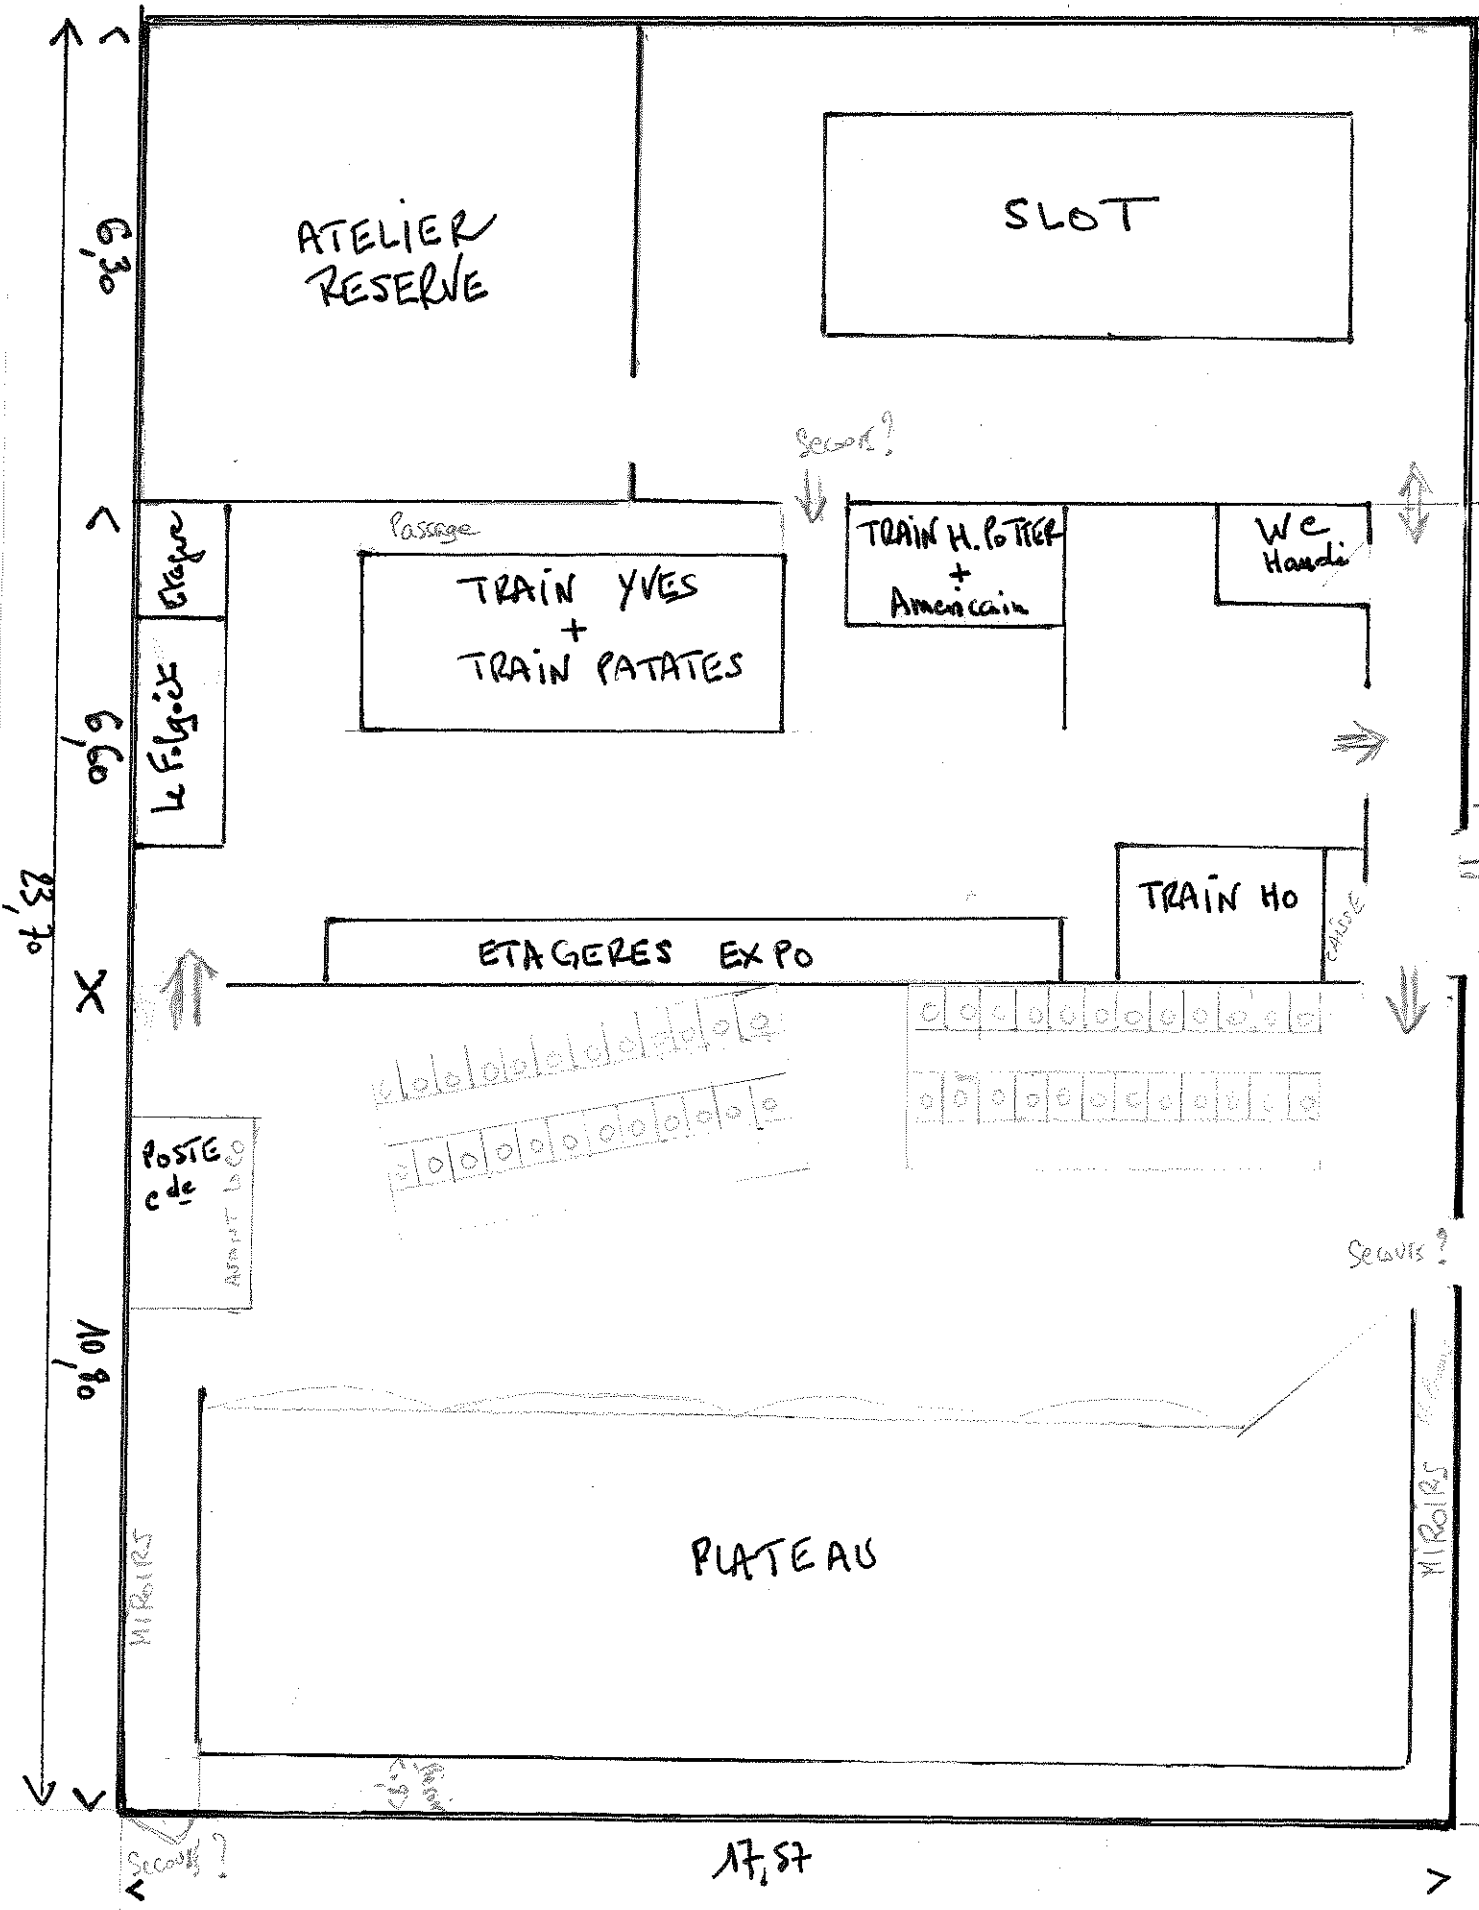 ATELIER
RESERVE
SLOT
6,30
Secours?
Passage
Etagère
TRAIN YVES
+
TRAIN PATATES
TRAIN H. POTTER
+
Americain
WC
Handi
Le Folgoët
6,60
TRAIN HO
CAISSE
ETAGERES EXPO
23,70
POSTE
Cde
Secours?
10,80
MIROIRS
MIROIRS
PLATEAU
Secours?
17,57